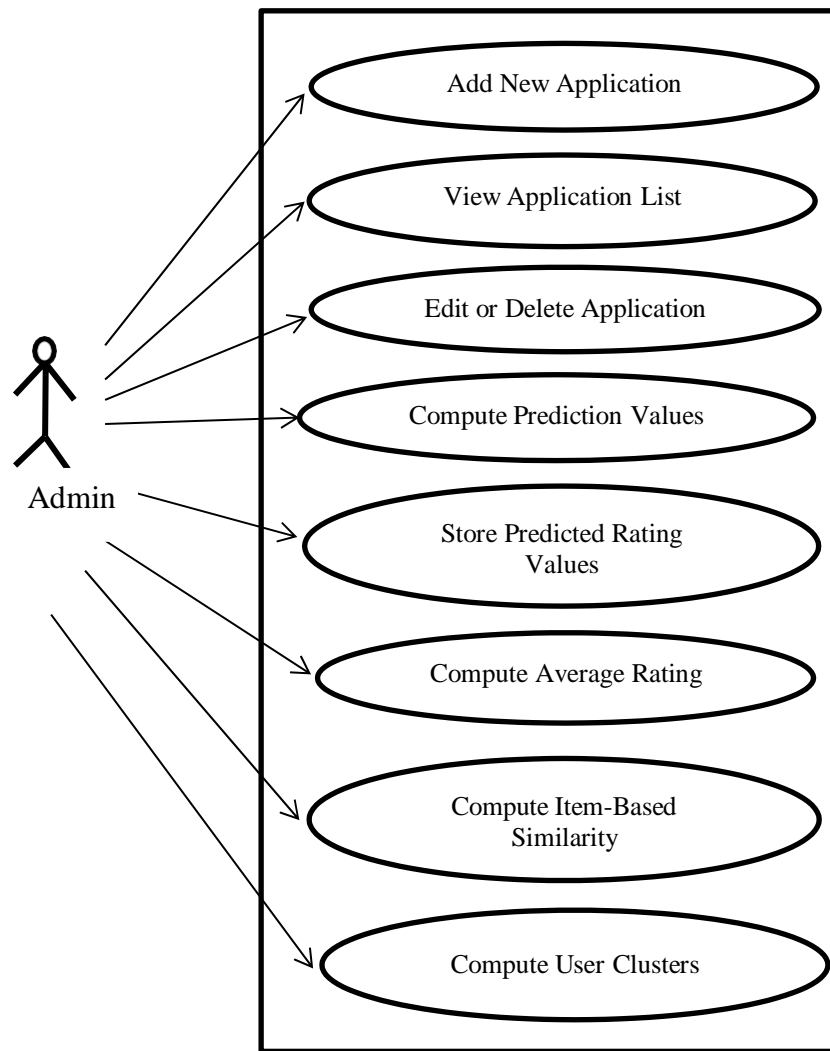 Add New Application
View Application List
Edit or Delete Application
Compute Prediction Values
Admin
Store Predicted Rating
Values
Compute Average Rating
Compute Item-Based
Similarity
Compute User Clusters